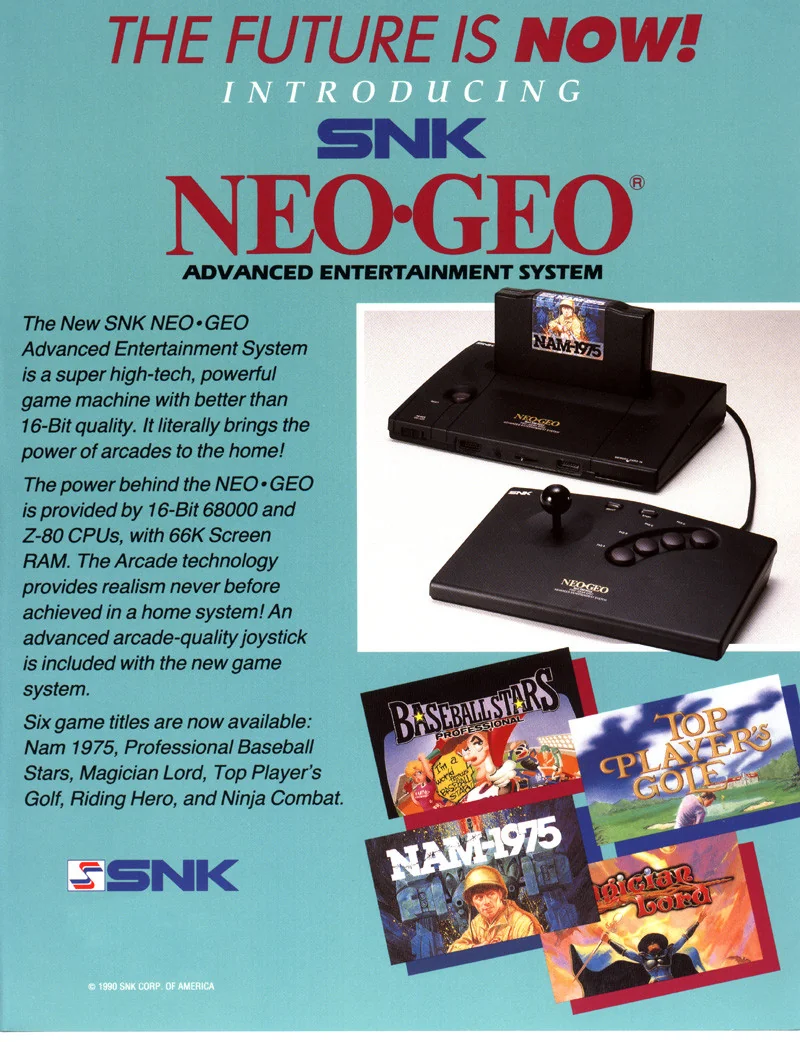 THE FUTURE IS NOW!
INTRODUCING
SNK
NEO•GEO®
ADVANCED ENTERTAINMENT SYSTEM
The New SNK NEO•GEO
Advanced Entertainment System
is a super high-tech, powerful
game machine with better than
16-Bit quality. It literally brings the
power of arcades to the home!
The power behind the NEO•GEO
is provided by 16-Bit 68000 and
Z-80 CPUs, with 66K Screen
RAM. The Arcade technology
provides realism never before
achieved in a home system! An
advanced arcade-quality joystick
is included with the new game
system.
Six game titles are now available:
Nam 1975, Professional Baseball
Stars, Magician Lord, Top Player's
Golf, Riding Hero, and Ninja Combat.
SNK
© 1990 SNK CORP. OF AMERICA
NAM-1975
NEO•GEO
SNK
NEO•GEO
BASEBALL STARS
PROFESSIONAL
TOP
PLAYER'S
GOLF
NAM-1975
Lord